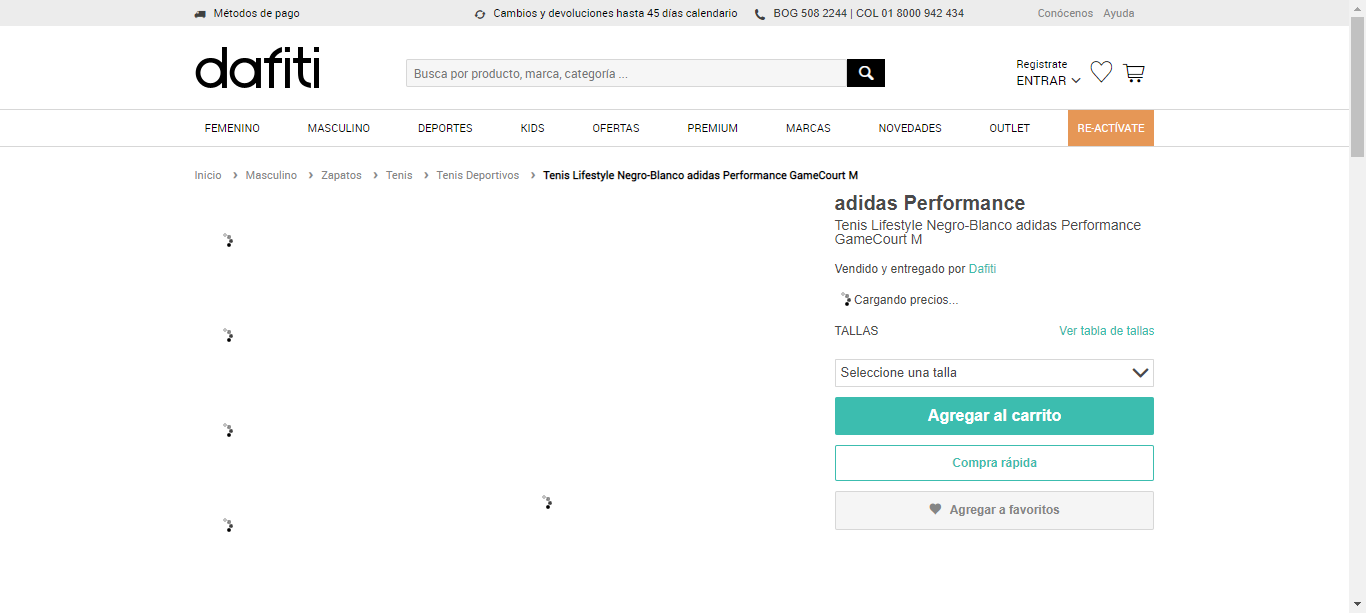 Métodos de pago
Cambios y devoluciones hasta 45 días calendario
BOG 508 2244 | COL 01 8000 942 434
Conócenos Ayuda
dafiti
Busca por producto, marca, categoría ...
Registrate
ENTRAR
FEMENINO MASCULINO DEPORTES KIDS OFERTAS PREMIUM MARCAS NOVEDADES OUTLET RE-ACTÍVATE
Inicio > Masculino > Zapatos > Tenis > Tenis Deportivos > Tenis Lifestyle Negro-Blanco adidas Performance GameCourt M
adidas Performance
Tenis Lifestyle Negro-Blanco adidas Performance
GameCourt M
Vendido y entregado por Dafiti
Cargando precios...
TALLAS Ver tabla de tallas
Seleccione una talla
Agregar al carrito
Compra rápida
Agregar a favoritos